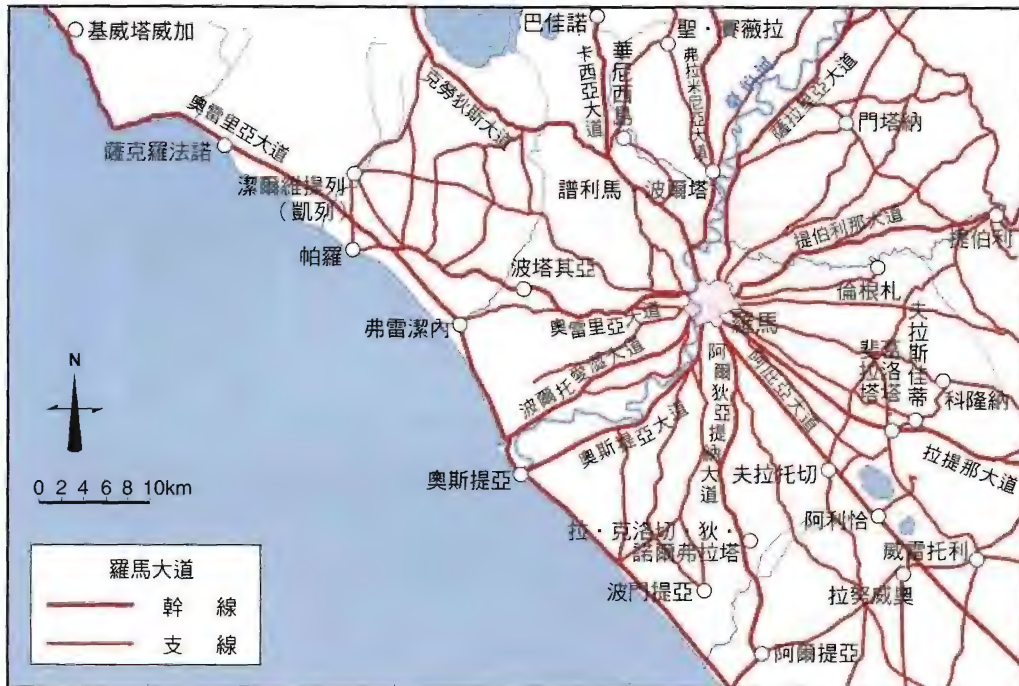 基威塔威加
巴佳諾
聖・賽薇拉
卡西亞大道
華尼西島
弗拉米尼亞大道
薩拉里亞大道
奧雷里亞大道
克勞狄斯大道
門塔納
薩克羅法諾
潔爾維提列
（凱列）
譜利馬
波爾塔
提伯利那大道
提伯利
帕羅
波塔其亞
倫根札
弗雷潔內
奧雷里亞大道
羅馬
夫拉斯佳蒂
波爾托愛溢大道
阿爾狄亞提納大道
阿庇亞大道
科隆納
N
奧斯提亞大道
拉提那大道
0 2 4 6 8 10km
奧斯提亞
夫拉托切
阿利恰
拉・克洛切・狄・
諾爾弗拉塔
威雷托利
羅馬大道
幹 線
支 線
波門提亞
拉努威奧
阿爾提亞